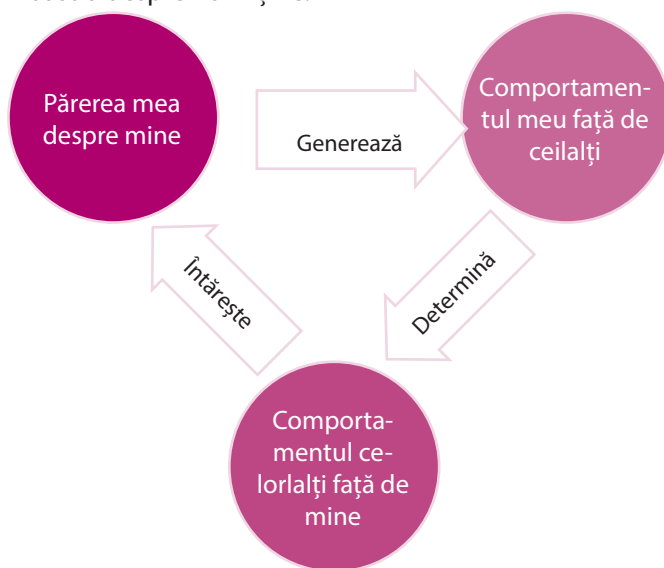 Părerea mea
despre mine
Generează
Comportamen-
tul meu față de
ceilalți
Întărește
Determină
Comporta-
mentul ce-
lorlalți față de
mine